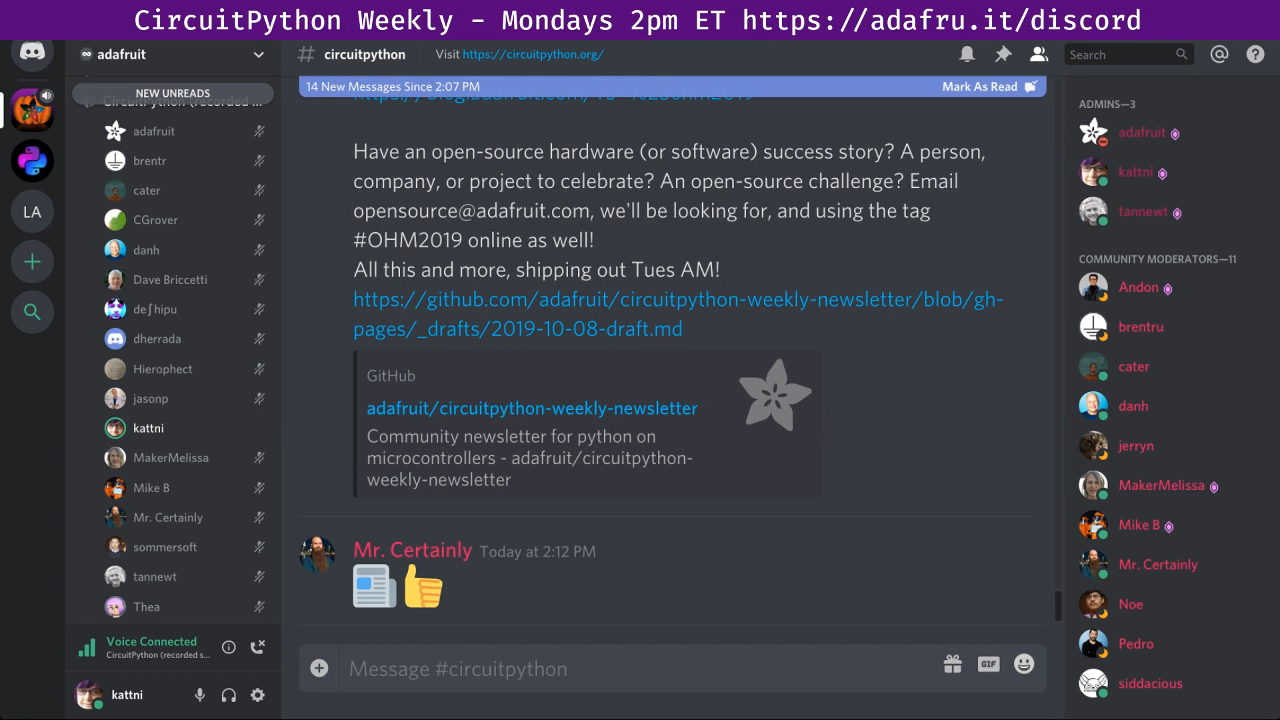 CircuitPython Weekly - Mondays 2pm ET https://adafru.it/discord
adafruit
# circuitpython
Visit https://circuitpython.org/
Search
NEW UNREADS
CircuitPython (recorded ...
adafruit
brentr
cater
CGrover
danh
Dave Briccetti
de∫hipu
dherrada
Hierophect
jasonp
kattni
MakerMelissa
Mike B
Mr. Certainly
sommersoft
tannewt
Thea
LA
Voice Connected
CircuitPython (recorded s...
kattni
14 New Messages Since 2:07 PM
Mark As Read
Have an open-source hardware (or software) success story? A person,
company, or project to celebrate? An open-source challenge? Email
opensource@adafruit.com, we'll be looking for, and using the tag
#OHM2019 online as well!
All this and more, shipping out Tues AM!
https://github.com/adafruit/circuitpython-weekly-newsletter/blob/gh-
pages/_drafts/2019-10-08-draft.md
GitHub
adafruit/circuitpython-weekly-newsletter
Community newsletter for python on
microcontrollers - adafruit/circuitpython-
weekly-newsletter
Mr. Certainly Today at 2:12 PM
Message #circuitpython
GIF
ADMINS—3
adafruit
kattni
tannewt
COMMUNITY MODERATORS—11
Andon
brentru
cater
danh
jerryn
MakerMelissa
Mike B
Mr. Certainly
Noe
Pedro
siddacious